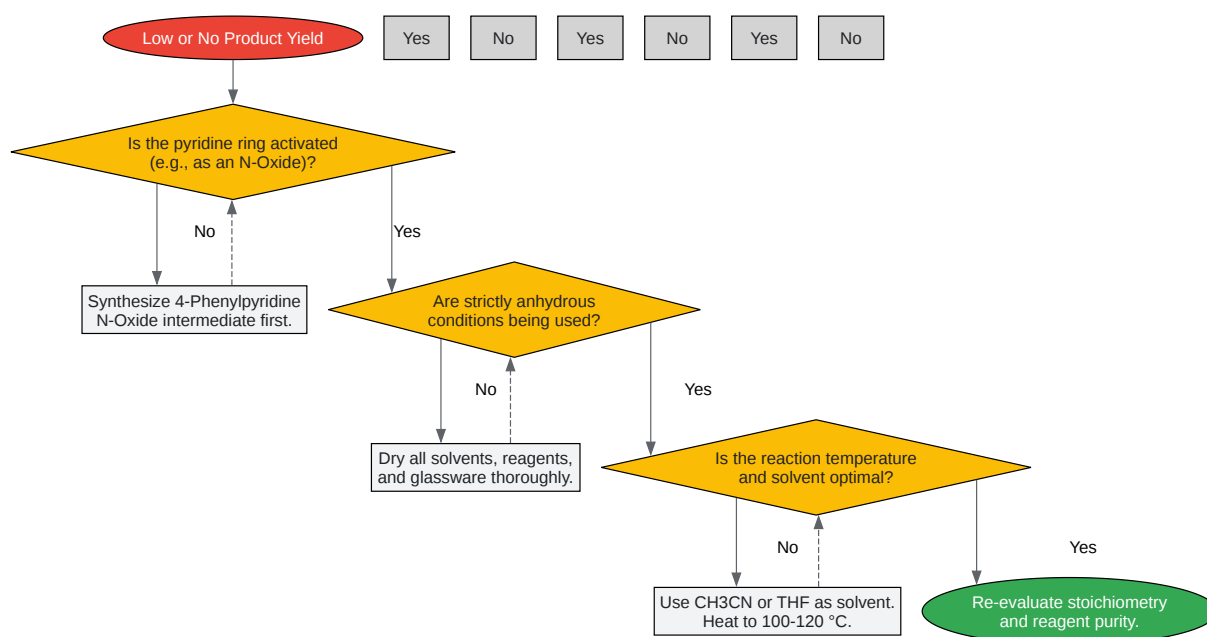 Low or No Product Yield
Yes
No
Yes
No
Yes
No
Is the pyridine ring activated
(e.g., as an N-Oxide)?
No
Yes
Synthesize 4-Phenylpyridine
N-Oxide intermediate first.
Are strictly anhydrous
conditions being used?
No
Yes
Dry all solvents, reagents,
and glassware thoroughly.
Is the reaction temperature
and solvent optimal?
No
Yes
Use CH3CN or THF as solvent.
Heat to 100-120 °C.
Re-evaluate stoichiometry
and reagent purity.